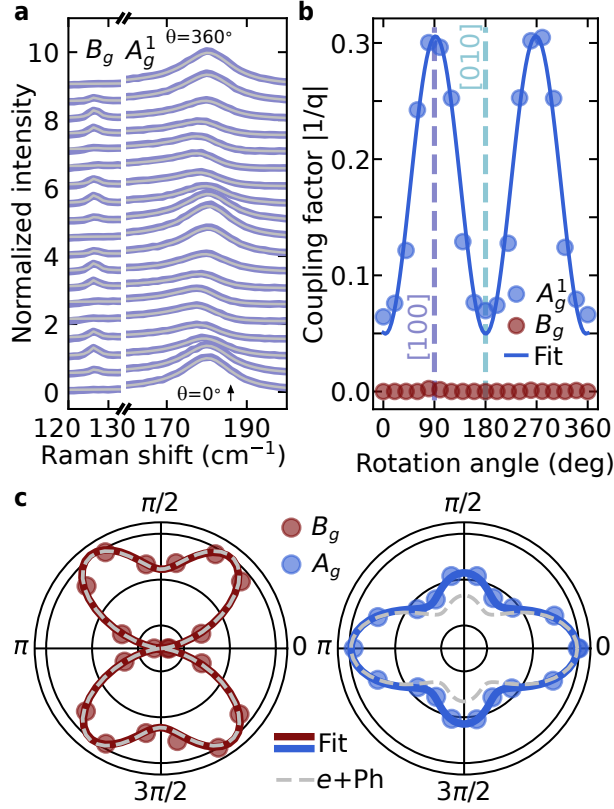 a
B_g A_g^1
θ=360°
10
8
6
4
2
0
Normalized intensity
θ=0°
120 130 170 190
Raman shift (cm⁻¹)
b
0.3
0.2
0.1
0.0
Coupling factor |1/q|
[010]
[100]
A_g^1
B_g
Fit
0 90 180 270 360
Rotation angle (deg)
c
π/2
π
0
3π/2
B_g
A_g
Fit
e+Ph
π/2
π
0
3π/2